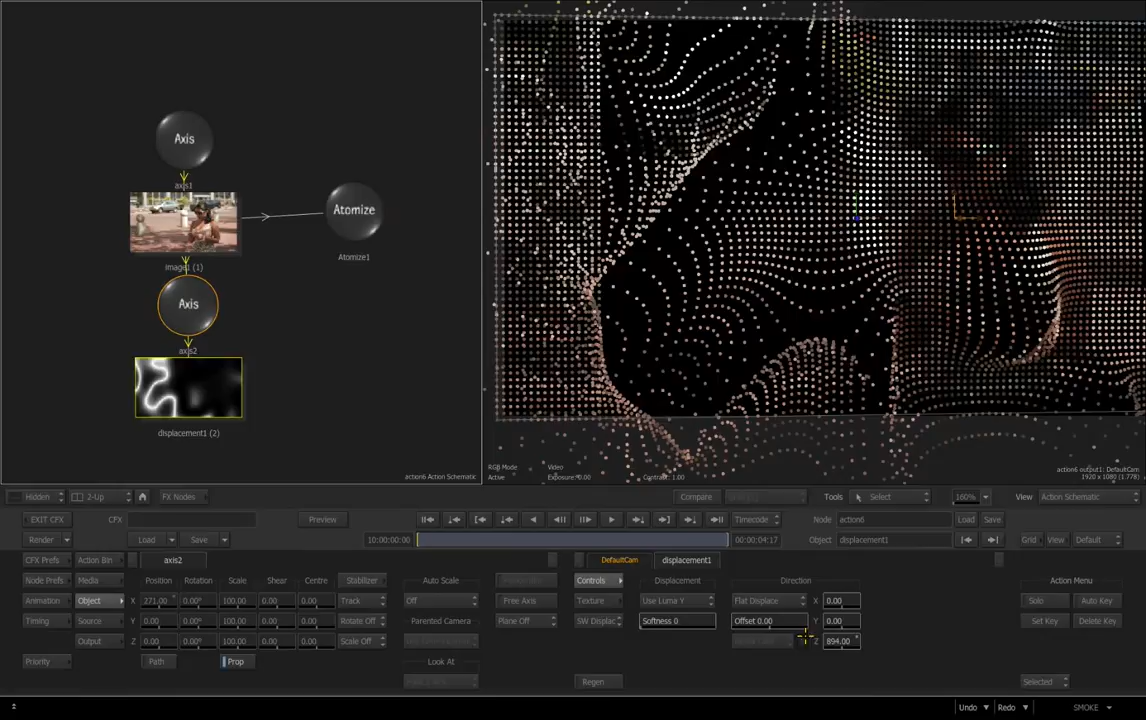 Axis
axis1
Atomize
Atomize1
image1 (1)
Axis
axis2
displacement1 (2)
action6 Action Schematic
RGB Mode
Active
Video
Exposure: 0.00
Contrast: 1.00
action6 output1: DefaultCam
1920 x 1080 (1.778)
Hidden
2-Up
FX Nodes
Compare
Tools
Select
160%
View
Action Schematic
EXIT CFX
CFX
Preview
Timecode
Node
action6
Load
Save
Render
Load
Save
10:00:00:00
00:00:04:17
Object
displacement1
Grid
View
Default
CFX Prefs
Action Bin
axis2
DefaultCam
displacement1
Node Prefs
Media
Position
Rotation
Scale
Shear
Centre
Stabilizer
Auto Scale
Controls
Displacement
Direction
Action Menu
Animation
Object
X
271.00
0.00°
100.00
0.00
0.00
Track
Off
Free Axis
Texture
Use Luma Y
Flat Displace
X
0.00
Solo
Auto Key
Timing
Source
Y
0.00
0.00°
100.00
0.00
0.00
Rotate Off
Parented Camera
Plane Off
SW Displac
Softness 0
Offset 0.00
Y
0.00
Set Key
Delete Key
Output
Z
0.00
0.00°
100.00
0.00
0.00
Scale Off
Z
894.00
Priority
Path
Prop
Look At
Regen
Selected
Undo
Redo
SMOKE